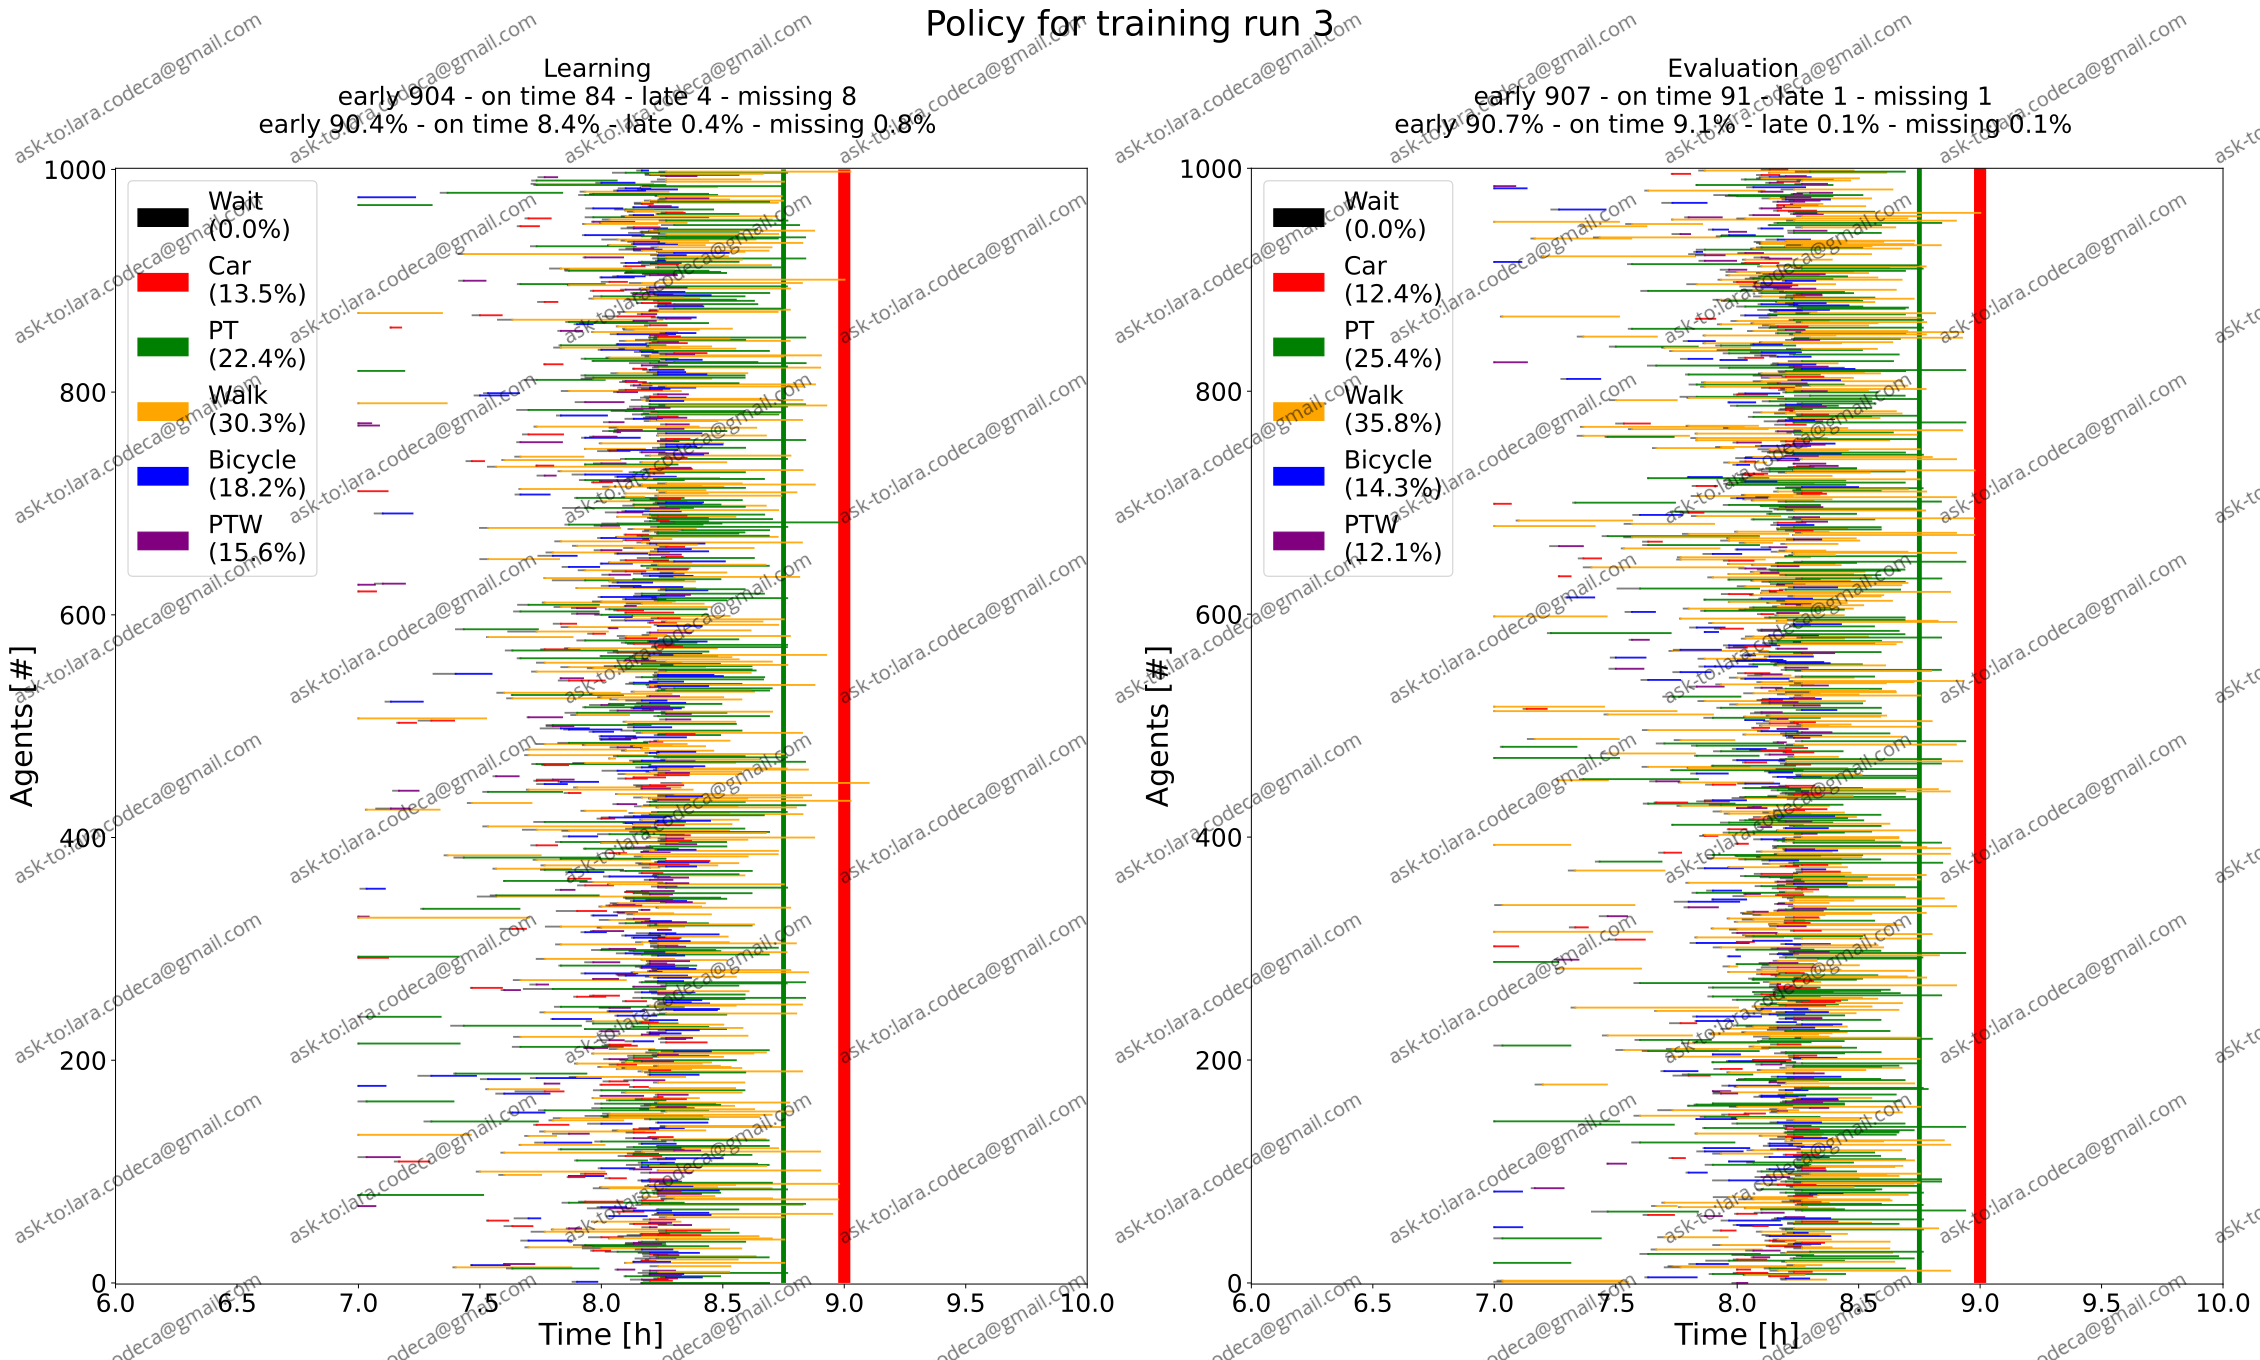 Policy for training run 3
Learning
early 904 - on time 84 - late 4 - missing 8
early 90.4% - on time 8.4% - late 0.4% - missing 0.8%
Agents [#]
1000
800
600
400
200
0
Wait
(0.0%)
Car
(13.5%)
PT
(22.4%)
Walk
(30.3%)
Bicycle
(18.2%)
PTW
(15.6%)
6.0 6.5 7.0 7.5 8.0 8.5 9.0 9.5 10.0
Time [h]
Evaluation
early 907 - on time 91 - late 1 - missing 1
early 90.7% - on time 9.1% - late 0.1% - missing 0.1%
Agents [#]
1000
800
600
400
200
0
Wait
(0.0%)
Car
(12.4%)
PT
(25.4%)
Walk
(35.8%)
Bicycle
(14.3%)
PTW
(12.1%)
6.0 6.5 7.0 7.5 8.0 8.5 9.0 9.5 10.0
Time [h]
ask-to:lara.codeca@gmail.com